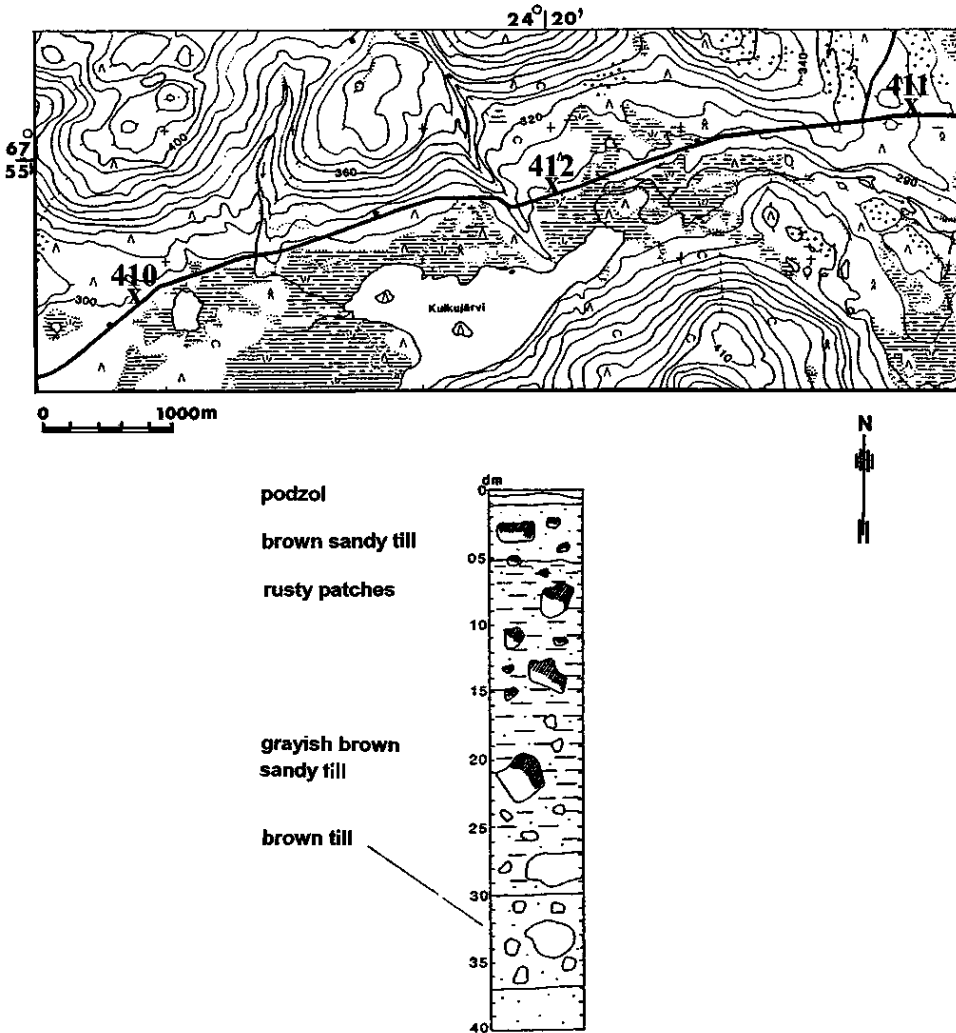 24° 20'
340
411
400
320
67°
55'
412
360
280
410
300
Kulkujärvi
410
0 1000m
N
dm
0
podzol
brown sandy till
05
rusty patches
10
15
grayish brown
sandy till
20
25
brown till
30
35
40